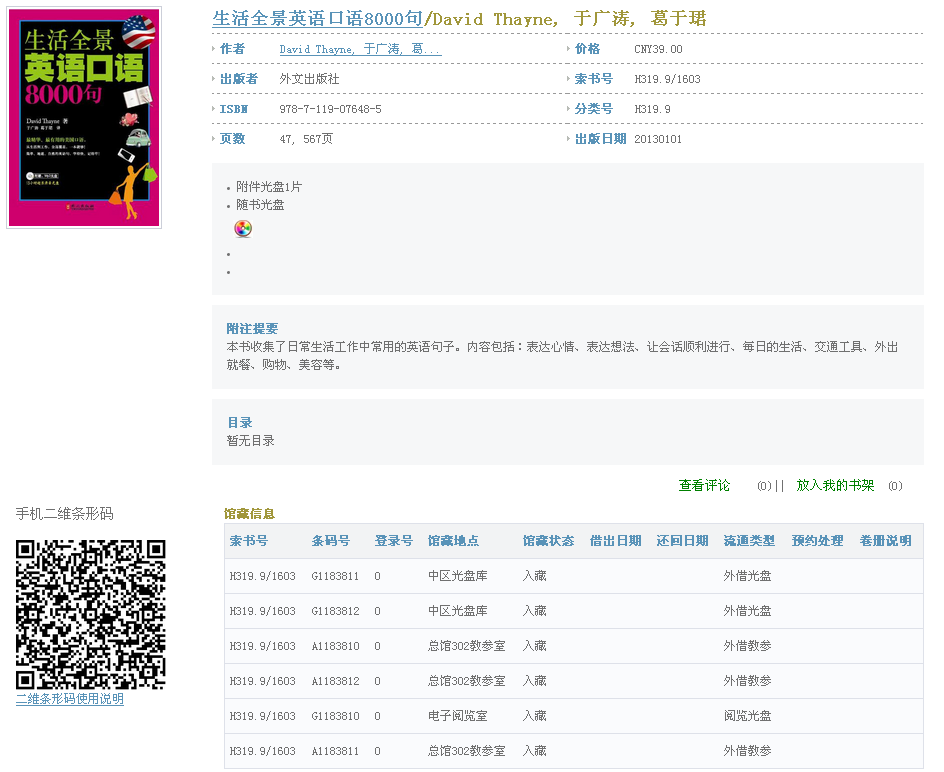 生活全景
英语口语
8000句
David Thayne 著
生活全景英语口语8000句/David Thayne, 于广涛, 葛于珺
作者 David Thayne, 于广涛, 葛... 价格 CNY39.00
出版者 外文出版社 索书号 H319.9/1603
ISBN 978-7-119-07648-5 分类号 H319.9
页数 47, 567页 出版日期 20130101
附件光盘1片
随书光盘
附注提要
本书收集了日常生活工作中常用的英语句子。内容包括：表达心情、表达想法、让会话顺利进行、每日的生活、交通工具、外出
就餐、购物、美容等。
目录
暂无目录
查看评论 (0)|| 放入我的书架 (0)
手机二维条形码
二维条形码使用说明
馆藏信息
索书号 条码号 登录号 馆藏地点 馆藏状态 借出日期 还回日期 流通类型 预约处理 卷册说明
H319.9/1603 G1183811 0 中区光盘库 入藏 外借光盘
H319.9/1603 G1183812 0 中区光盘库 入藏 外借光盘
H319.9/1603 A1183810 0 总馆302教参室 入藏 外借教参
H319.9/1603 A1183812 0 总馆302教参室 入藏 外借教参
H319.9/1603 G1183810 0 电子阅览室 入藏 阅览光盘
H319.9/1603 A1183811 0 总馆302教参室 入藏 外借教参